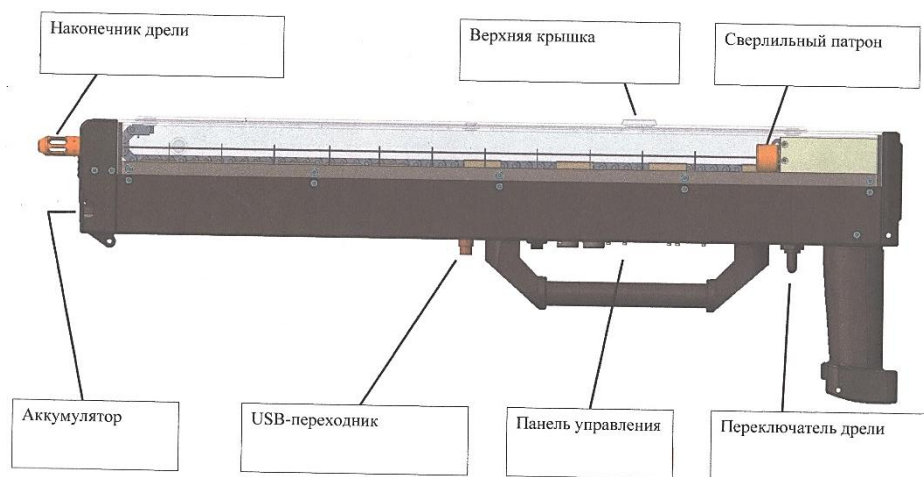 Наконечник дрели
Верхняя крышка
Сверлильный патрон
Аккумулятор
USB-переходник
Панель управления
Переключатель дрели